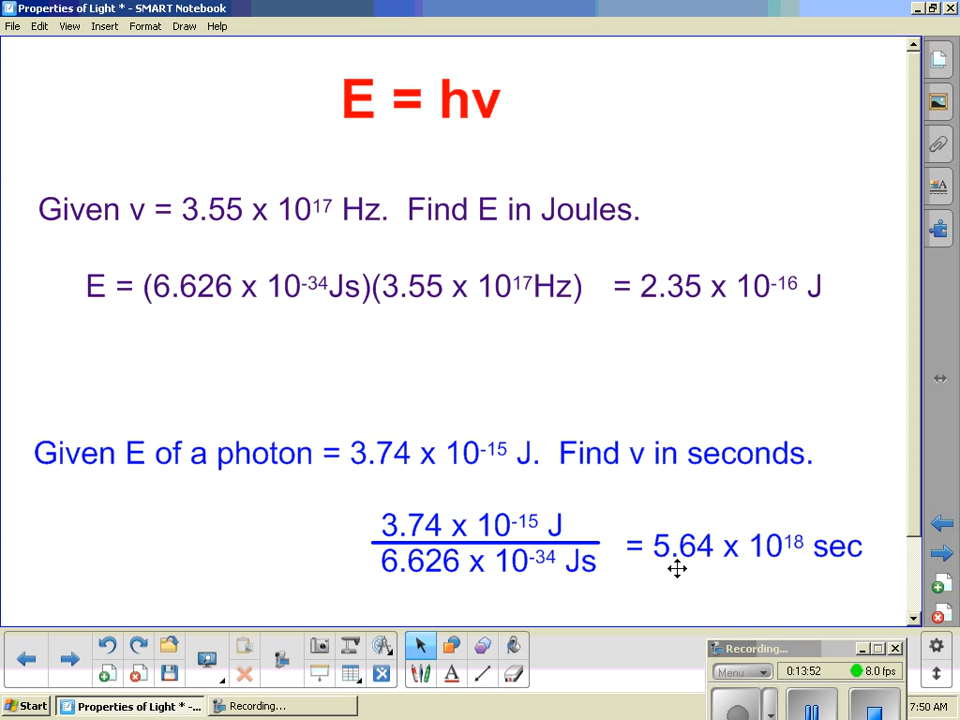 Properties of Light * - SMART Notebook
File Edit View Insert Format Draw Help
E = hv
Given v = 3.55 x 10¹⁷ Hz. Find E in Joules.
E = (6.626 x 10⁻³⁴Js)(3.55 x 10¹⁷Hz) = 2.35 x 10⁻¹⁶ J
Given E of a photon = 3.74 x 10⁻¹⁵ J. Find v in seconds.
3.74 x 10⁻¹⁵ J
6.626 x 10⁻³⁴ Js
= 5.64 x 10¹⁸ sec
Recording...
Menu 0:13:52 8.0 fps
Start Properties of Light * -... Recording... 7:50 AM